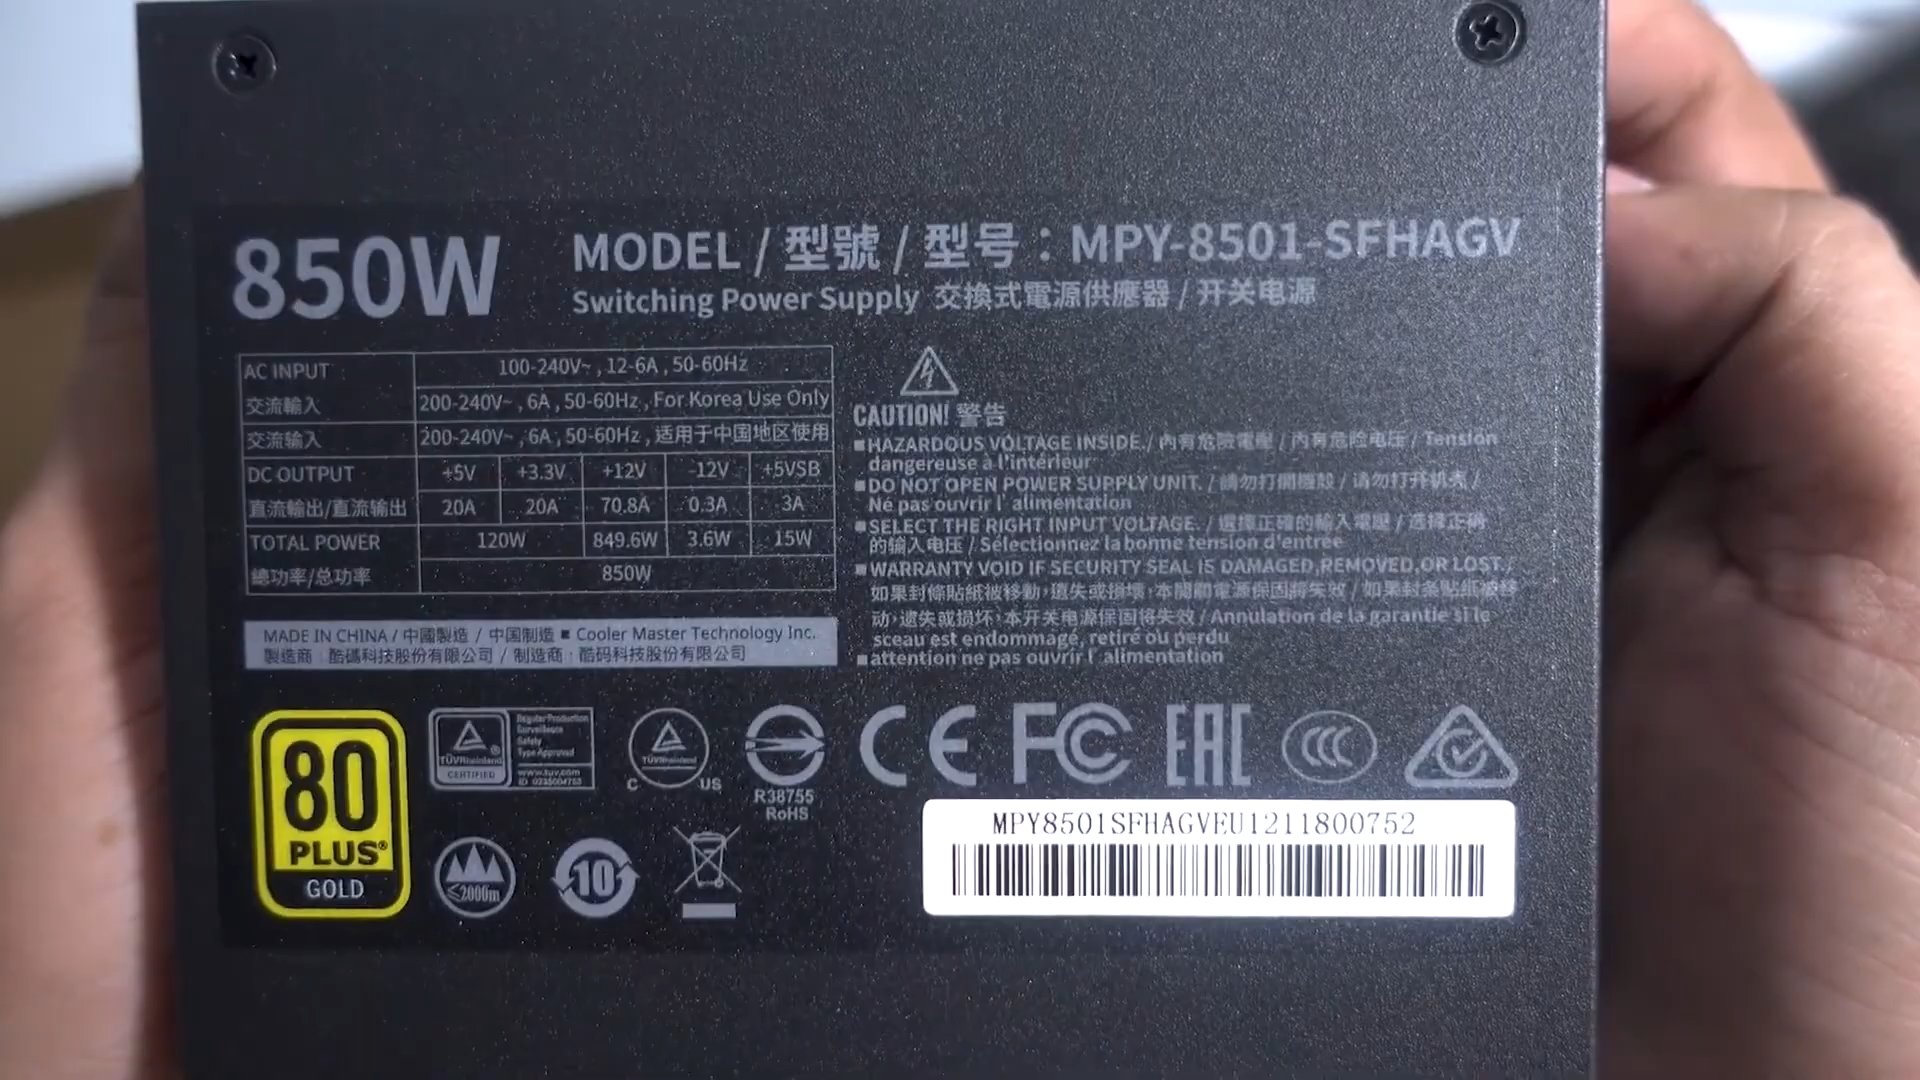 850W
MODEL / 型號 / 型号：MPY-8501-SFHAGV
Switching Power Supply 交換式電源供應器 / 开关电源
AC INPUT 100-240V~ , 12-6A , 50-60Hz
交流輸入 200-240V~ , 6A , 50-60Hz , For Korea Use Only
交流输入 200-240V~ , 6A , 50-60Hz , 适用于中国地区使用
DC OUTPUT +5V +3.3V +12V -12V +5VSB
直流輸出/直流输出 20A 20A 70.8A 0.3A 3A
TOTAL POWER 120W 849.6W 3.6W 15W
總功率/总功率 850W
MADE IN CHINA / 中國製造 / 中国制造 ■ Cooler Master Technology Inc.
製造商：酷碼科技股份有限公司 / 制造商：酷码科技股份有限公司
CAUTION! 警告
■HAZARDOUS VOLTAGE INSIDE. / 內有危險電壓 / 内有危险电压 / Tension
dangereuse à l'intérieur
■DO NOT OPEN POWER SUPPLY UNIT. / 請勿打開機殼 / 请勿打开机壳 /
Né pas ouvrir l' alimentation
■SELECT THE RIGHT INPUT VOLTAGE. / 選擇正確的輸入電壓 / 选择正确
的输入电压 / Sélectionnez la bonne tension d'entrée
■WARRANTY VOID IF SECURITY SEAL IS DAMAGED,REMOVED,OR LOST. /
如果封條貼紙被移動，遺失或損壞，本開關電源保固將失效 / 如果封条贴纸被移
动，遗失或损坏，本开关电源保固将失效 / Annulation de la garantie si le
sceau est endommagé, retiré ou perdu
■attention ne pas ouvrir l' alimentation
80
PLUS®
GOLD
TÜVRheinland ®
CERTIFIED
Regular Production
Surveillance
Safety
Type Approved
www.tuv.com
TÜVRheinland
C US
R38755
RoHS
CE FC EAC CCC
≤2000m
10
MPY8501SFHAGVEU1211800752